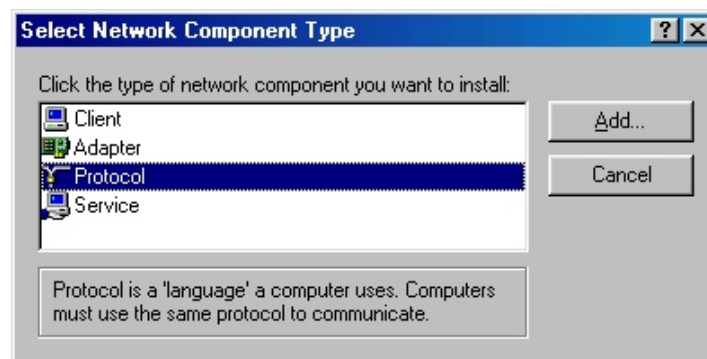 Select Network Component Type
Click the type of network component you want to install:
Client
Adapter
Protocol
Service
Add...
Cancel
Protocol is a 'language' a computer uses. Computers
must use the same protocol to communicate.